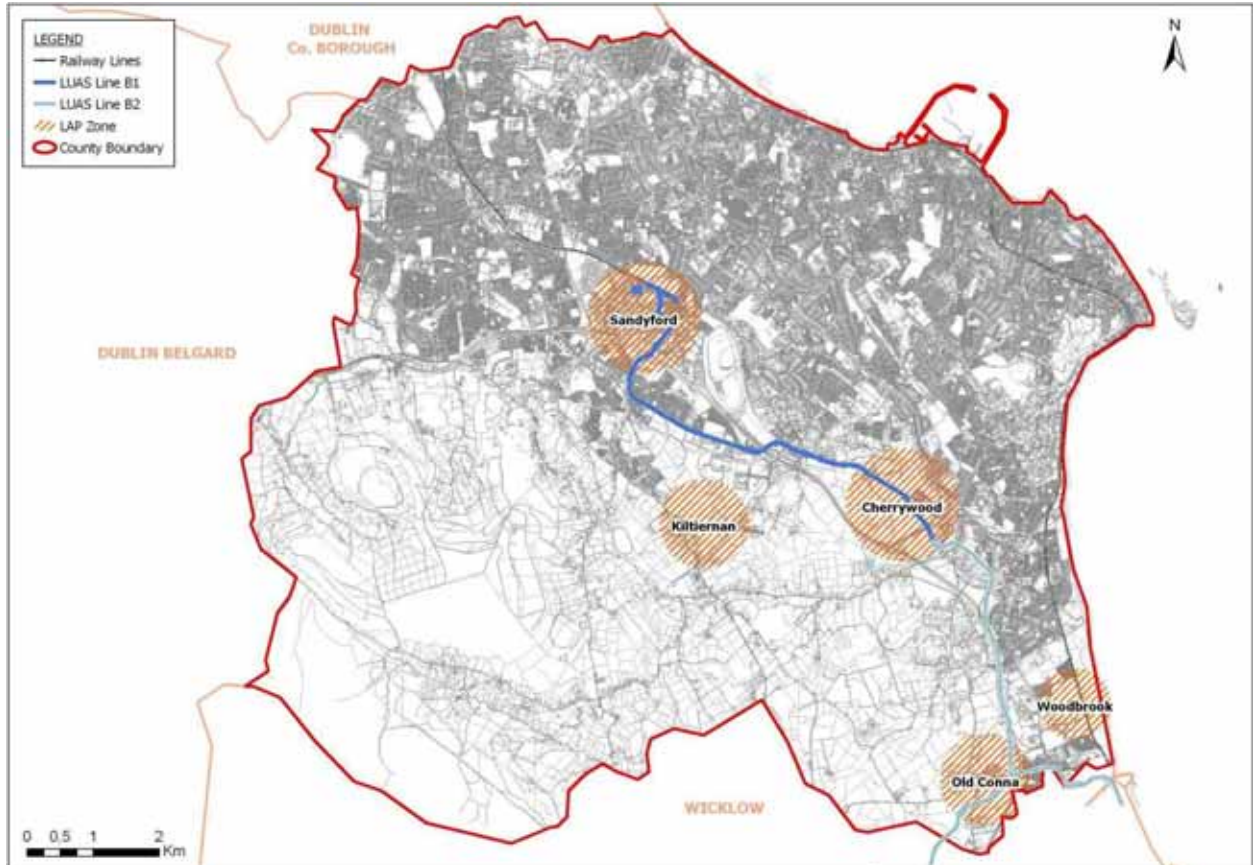 LEGEND
Railway Lines
LUAS Line B1
LUAS Line B2
LAP Zone
County Boundary
DUBLIN
Co. BOROUGH
N
DUBLIN BELGARD
Sandyford
Cherrywood
Kiltiernan
Woodbrook
Old Conna
WICKLOW
0 0,5 1 2
Km